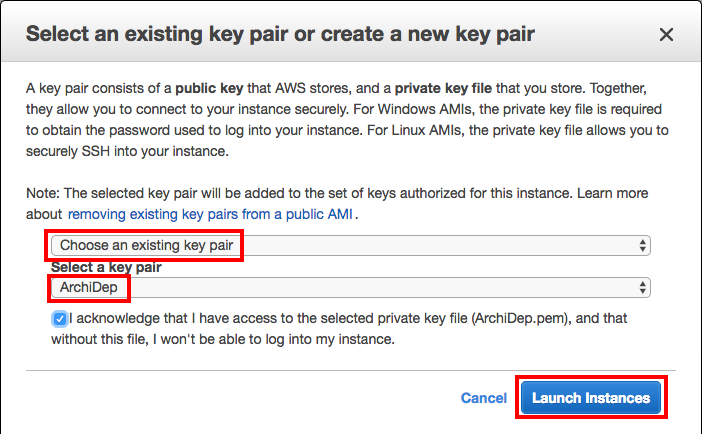 Select an existing key pair or create a new key pair
A key pair consists of a public key that AWS stores, and a private key file that you store. Together,
they allow you to connect to your instance securely. For Windows AMIs, the private key file is required
to obtain the password used to log into your instance. For Linux AMIs, the private key file allows you to
securely SSH into your instance.
Note: The selected key pair will be added to the set of keys authorized for this instance. Learn more
about removing existing key pairs from a public AMI .
Choose an existing key pair
Select a key pair
ArchiDep
I acknowledge that I have access to the selected private key file (ArchiDep.pem), and that
without this file, I won't be able to log into my instance.
Cancel Launch Instances